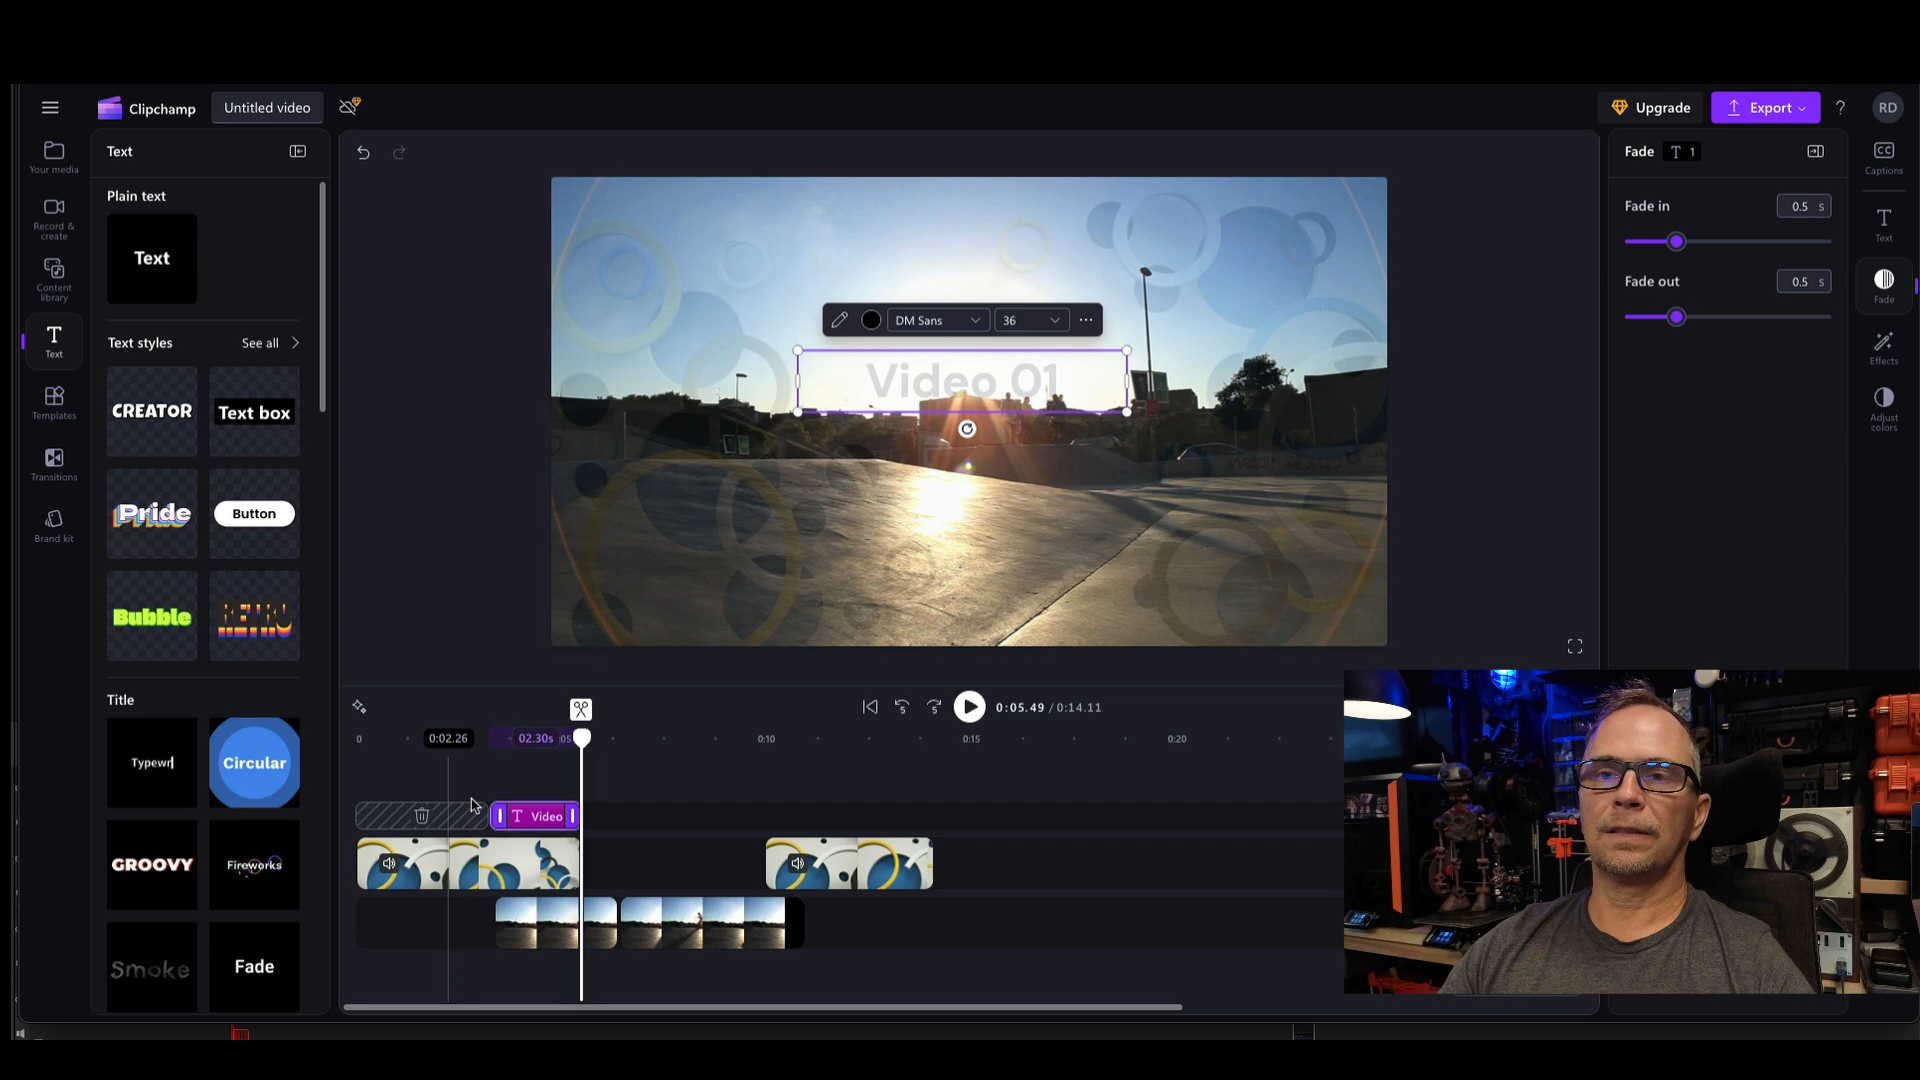 Clipchamp
Untitled video
Upgrade
Export
?
RD
Your media
Record & create
Content library
Text
Templates
Transitions
Brand kit
Text
Plain text
Text
Text styles
See all
CREATOR
Text box
Pride
Button
Bubble
RETRO
Title
Typewr
Circular
GROOVY
Fireworks
Smoke
Fade
DM Sans
36
Video 01
Fade
T 1
Fade in
0.5 s
Fade out
0.5 s
CC
Captions
Text
Fade
Effects
Adjust colors
0:05.49 / 0:14.11
0
0:02.26
02.30s
:05
0:10
0:15
0:20
T Video